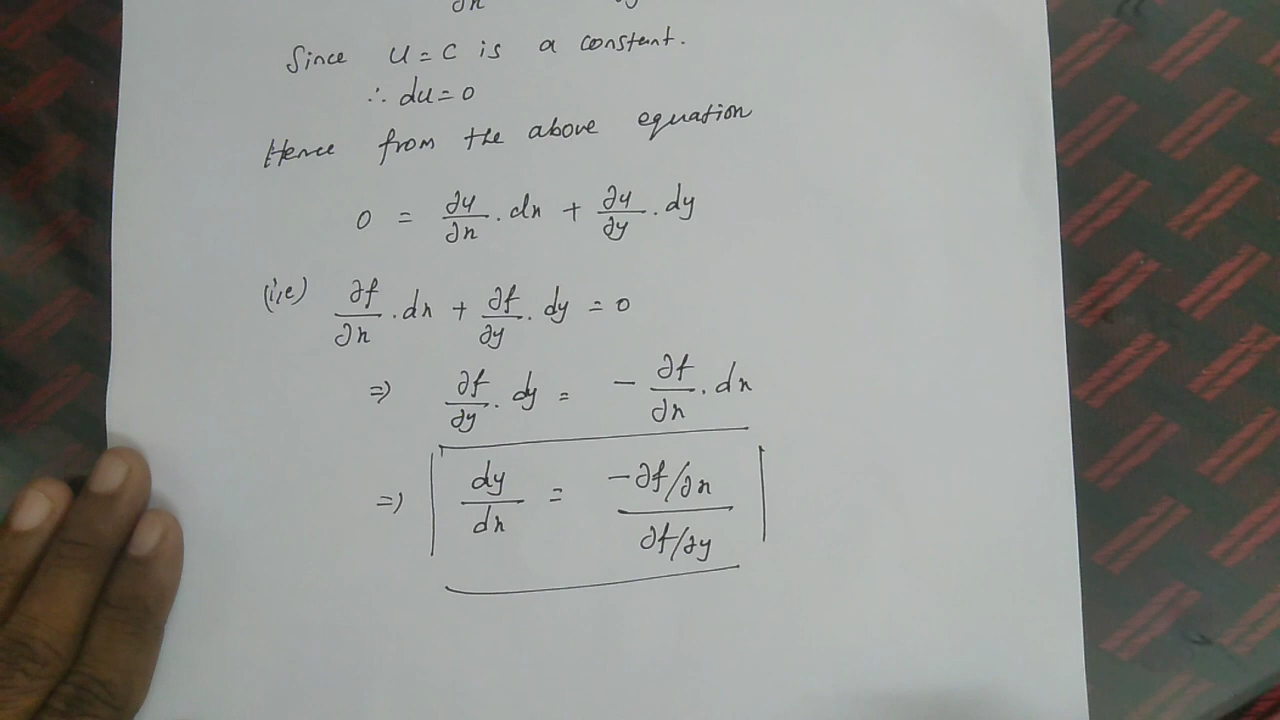 ∂x ∂y
Since u = c is a constant.
∴ du = 0
Hence from the above equation
0 = ∂u/∂x . dx + ∂u/∂y . dy
(i,e) ∂f/∂x . dx + ∂f/∂y . dy = 0
⇒ ∂f/∂y . dy = - ∂f/∂x . dx
⇒ dy/dx = -∂f/∂x / ∂f/∂y